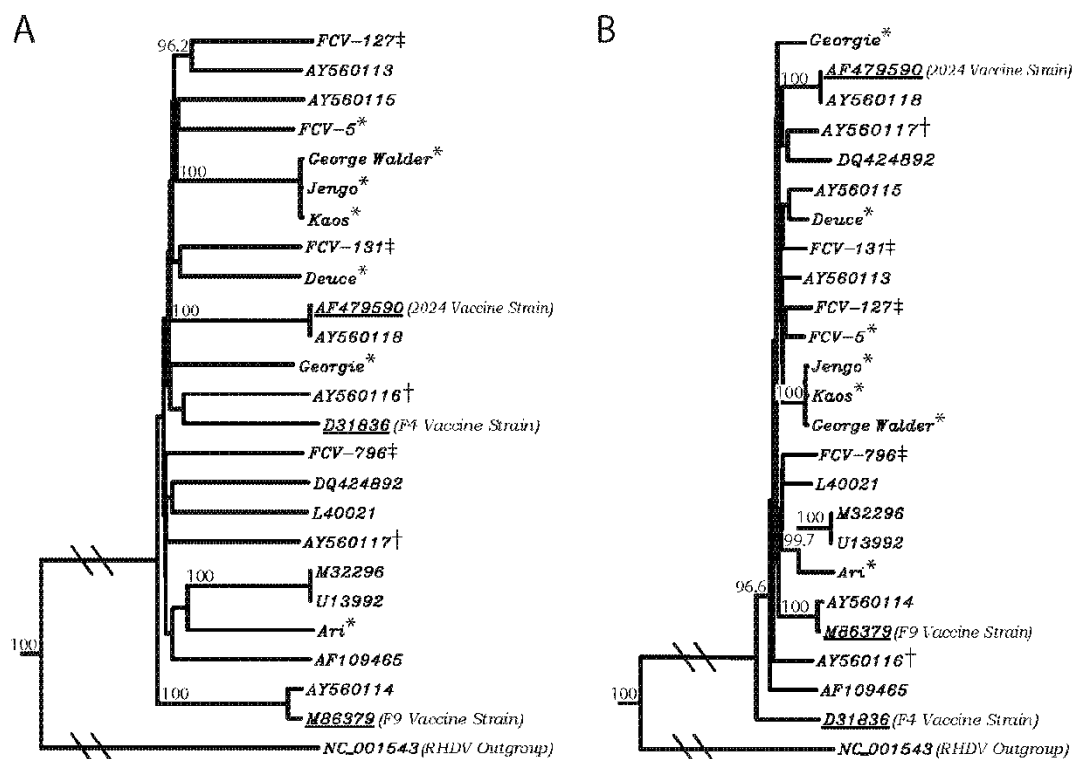 A
96.2
FCV-127‡
AY560113
AY560115
FCV-5*
George Walder*
100
Jengo*
Kaos*
FCV-131‡
Deuce*
AF479590 (2024 Vaccine Strain)
100
AY560118
Georgie*
AY560116†
D31836 (F4 Vaccine Strain)
FCV-796‡
DQ424892
L40021
AY560117†
M32296
100
U13992
Ari*
AF109465
100
AY560114
100
M86379 (F9 Vaccine Strain)
NC_001543 (RHDV Outgroup)
B
Georgie*
AF479590 (2024 Vaccine Strain)
100
AY560118
AY560117†
DQ424892
AY560115
Deuce*
FCV-131‡
AY560113
FCV-127‡
FCV-5*
Jengo*
100
Kaos*
George Walder*
FCV-796‡
L40021
M32296
100
U13992
99.7
Ari*
96.6
AY560114
100
M86379 (F9 Vaccine Strain)
AY560116†
AF109465
100
D31836 (F4 Vaccine Strain)
NC_001543 (RHDV Outgroup)